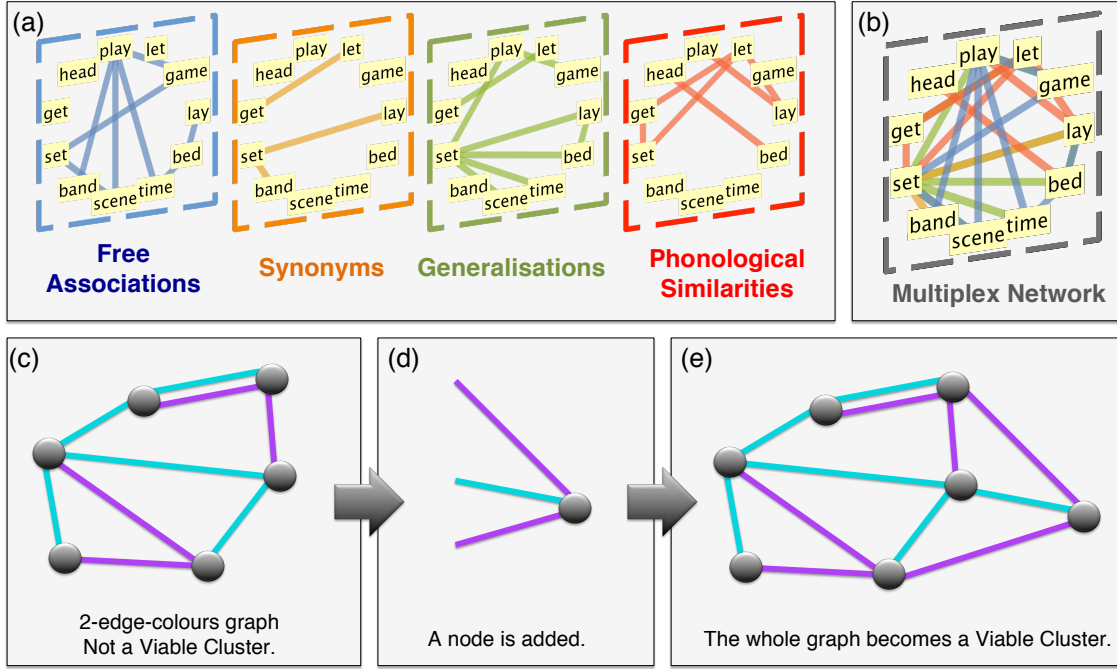 (a)
play
let
head
game
get
lay
set
bed
band
time
scene
Free
Associations
play
let
head
game
get
lay
set
bed
band
time
scene
Synonyms
play
let
head
game
get
lay
set
bed
band
time
scene
Generalisations
play
let
head
game
get
lay
set
bed
band
time
scene
Phonological
Similarities
(b)
play
let
head
game
get
lay
set
bed
band
time
scene
Multiplex Network
(c)
2-edge-colours graph
Not a Viable Cluster.
(d)
A node is added.
(e)
The whole graph becomes a Viable Cluster.